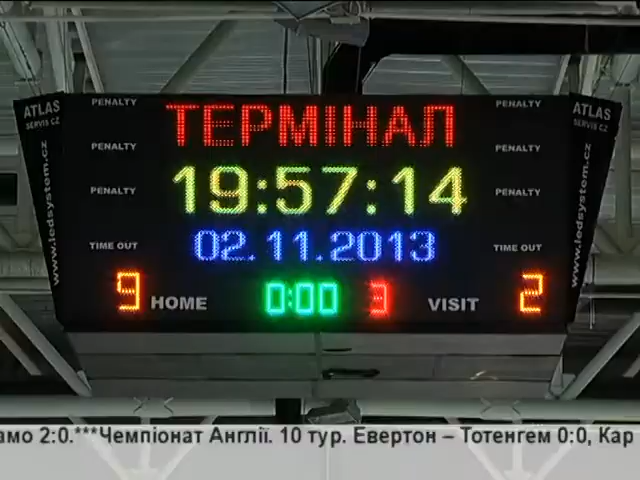 ATLAS
SERVIS CZ
PENALTY
ТЕРМІНАЛ
PENALTY
ATLAS
SERVIS CZ
PENALTY
PENALTY
www.ledsystem.cz
PENALTY
19:57:14
PENALTY
www.ledsystem.cz
TIME OUT
02.11.2013
TIME OUT
9 HOME
0:00 3
VISIT 2
амо 2:0.***Чемпіонат Англії. 10 тур. Евертон – Тотенгем 0:0, Кар